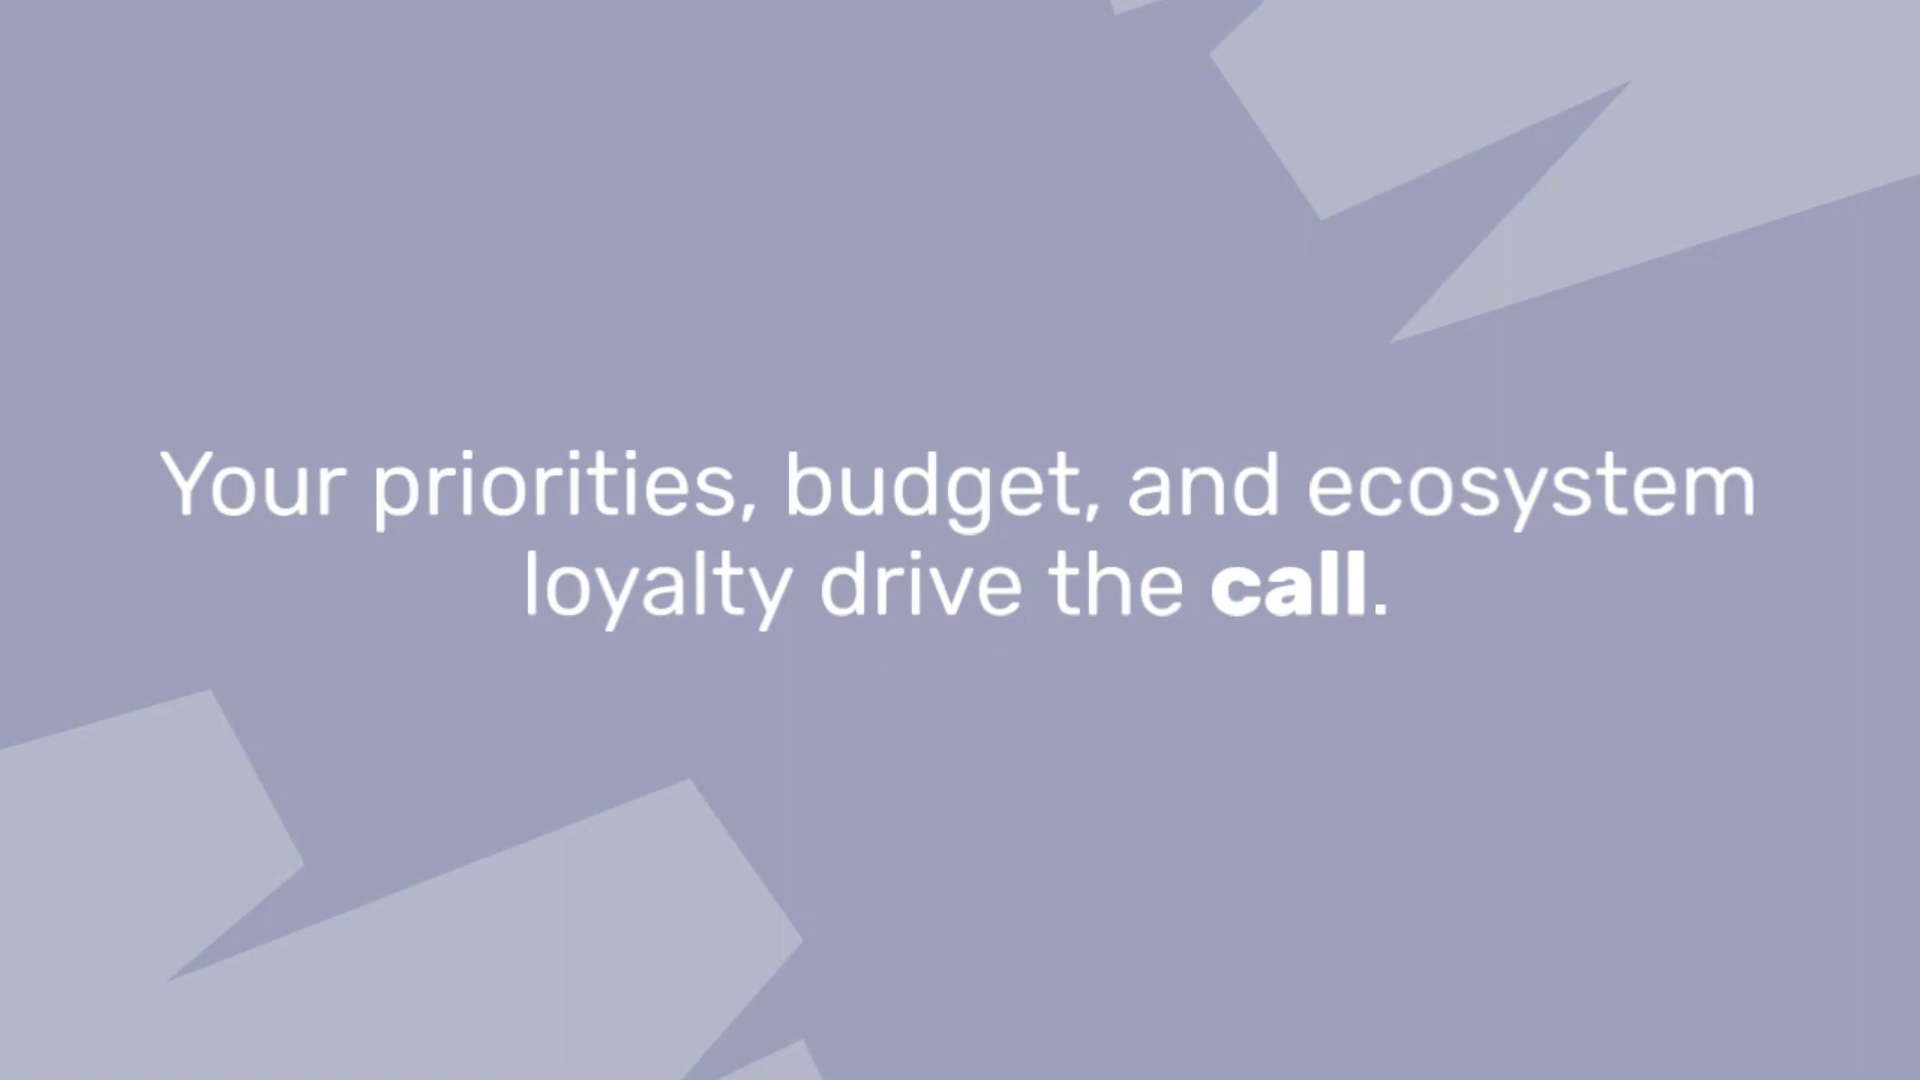 Your priorities, budget, and ecosystem
loyalty drive the call.